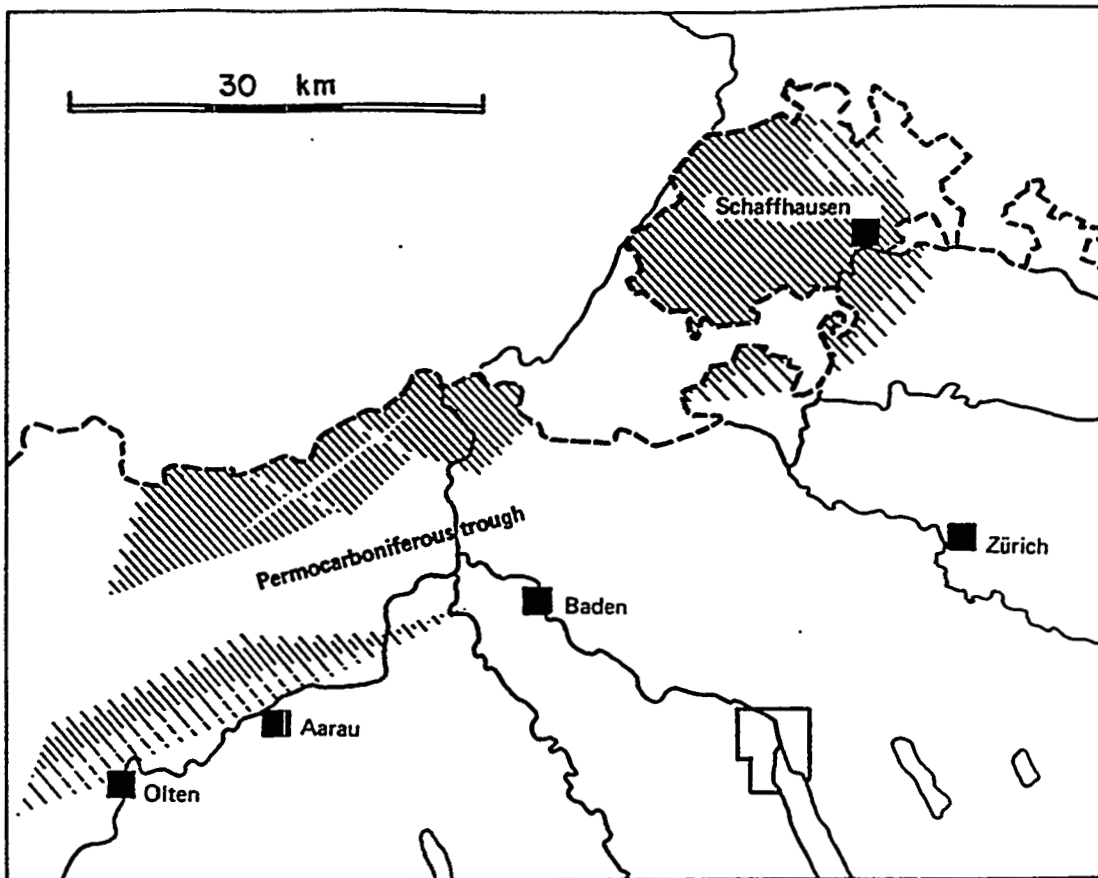 30 km
Schaffhausen
Permocarboniferous trough
Zürich
Baden
Aarau
Olten